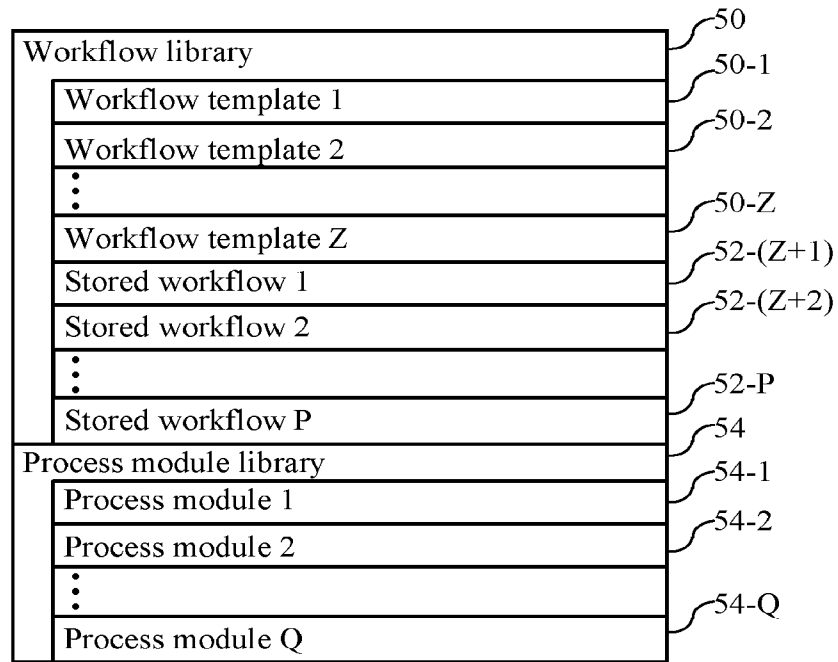 50
Workflow library
50-1
Workflow template 1
50-2
Workflow template 2
⋮
50-Z
Workflow template Z
52-(Z+1)
Stored workflow 1
52-(Z+2)
Stored workflow 2
⋮
52-P
Stored workflow P
54
Process module library
54-1
Process module 1
54-2
Process module 2
⋮
54-Q
Process module Q